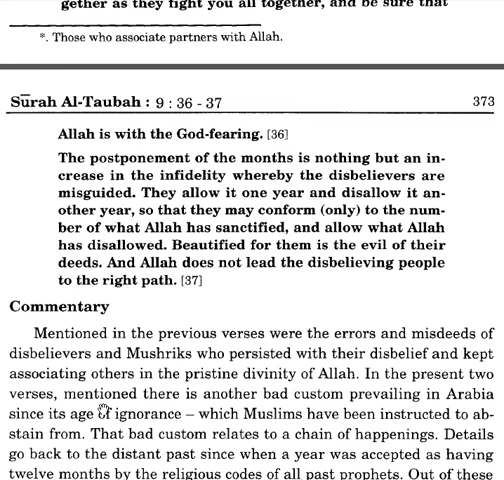 gether as they fight you all together, and be sure that
*. Those who associate partners with Allah.
Sūrah Al-Taubah : 9 : 36 - 37 373
Allah is with the God-fearing. [36]
The postponement of the months is nothing but an in-
crease in the infidelity whereby the disbelievers are
misguided. They allow it one year and disallow it an-
other year, so that they may conform (only) to the num-
ber of what Allah has sanctified, and allow what Allah
has disallowed. Beautified for them is the evil of their
deeds. And Allah does not lead the disbelieving people
to the right path. [37]
Commentary
Mentioned in the previous verses were the errors and misdeeds of
disbelievers and Mushriks who persisted with their disbelief and kept
associating others in the pristine divinity of Allah. In the present two
verses, mentioned there is another bad custom prevailing in Arabia
since its age of ignorance – which Muslims have been instructed to ab-
stain from. That bad custom relates to a chain of happenings. Details
go back to the distant past since when a year was accepted as having
twelve months by the religious codes of all past prophets. Out of these